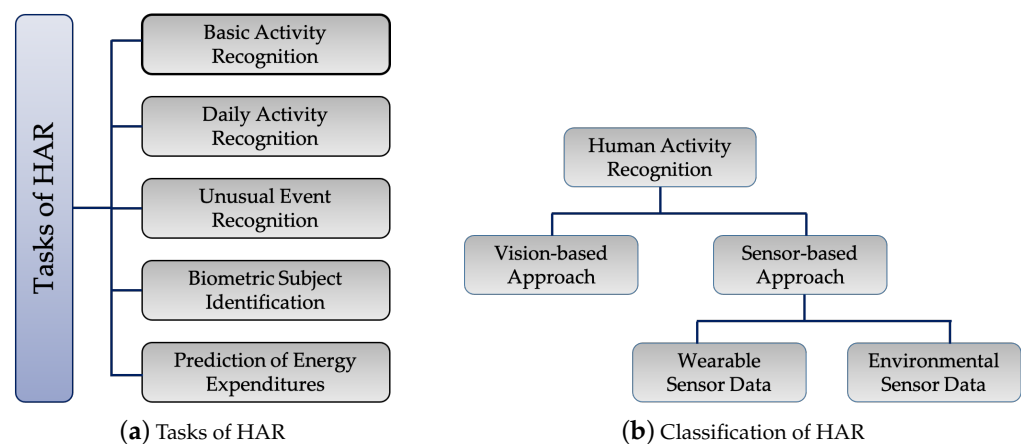 Tasks of HAR
Basic Activity
Recognition
Daily Activity
Recognition
Unusual Event
Recognition
Biometric Subject
Identification
Prediction of Energy
Expenditures
(a) Tasks of HAR
Human Activity
Recognition
Vision-based
Approach
Sensor-based
Approach
Wearable
Sensor Data
Environmental
Sensor Data
(b) Classification of HAR